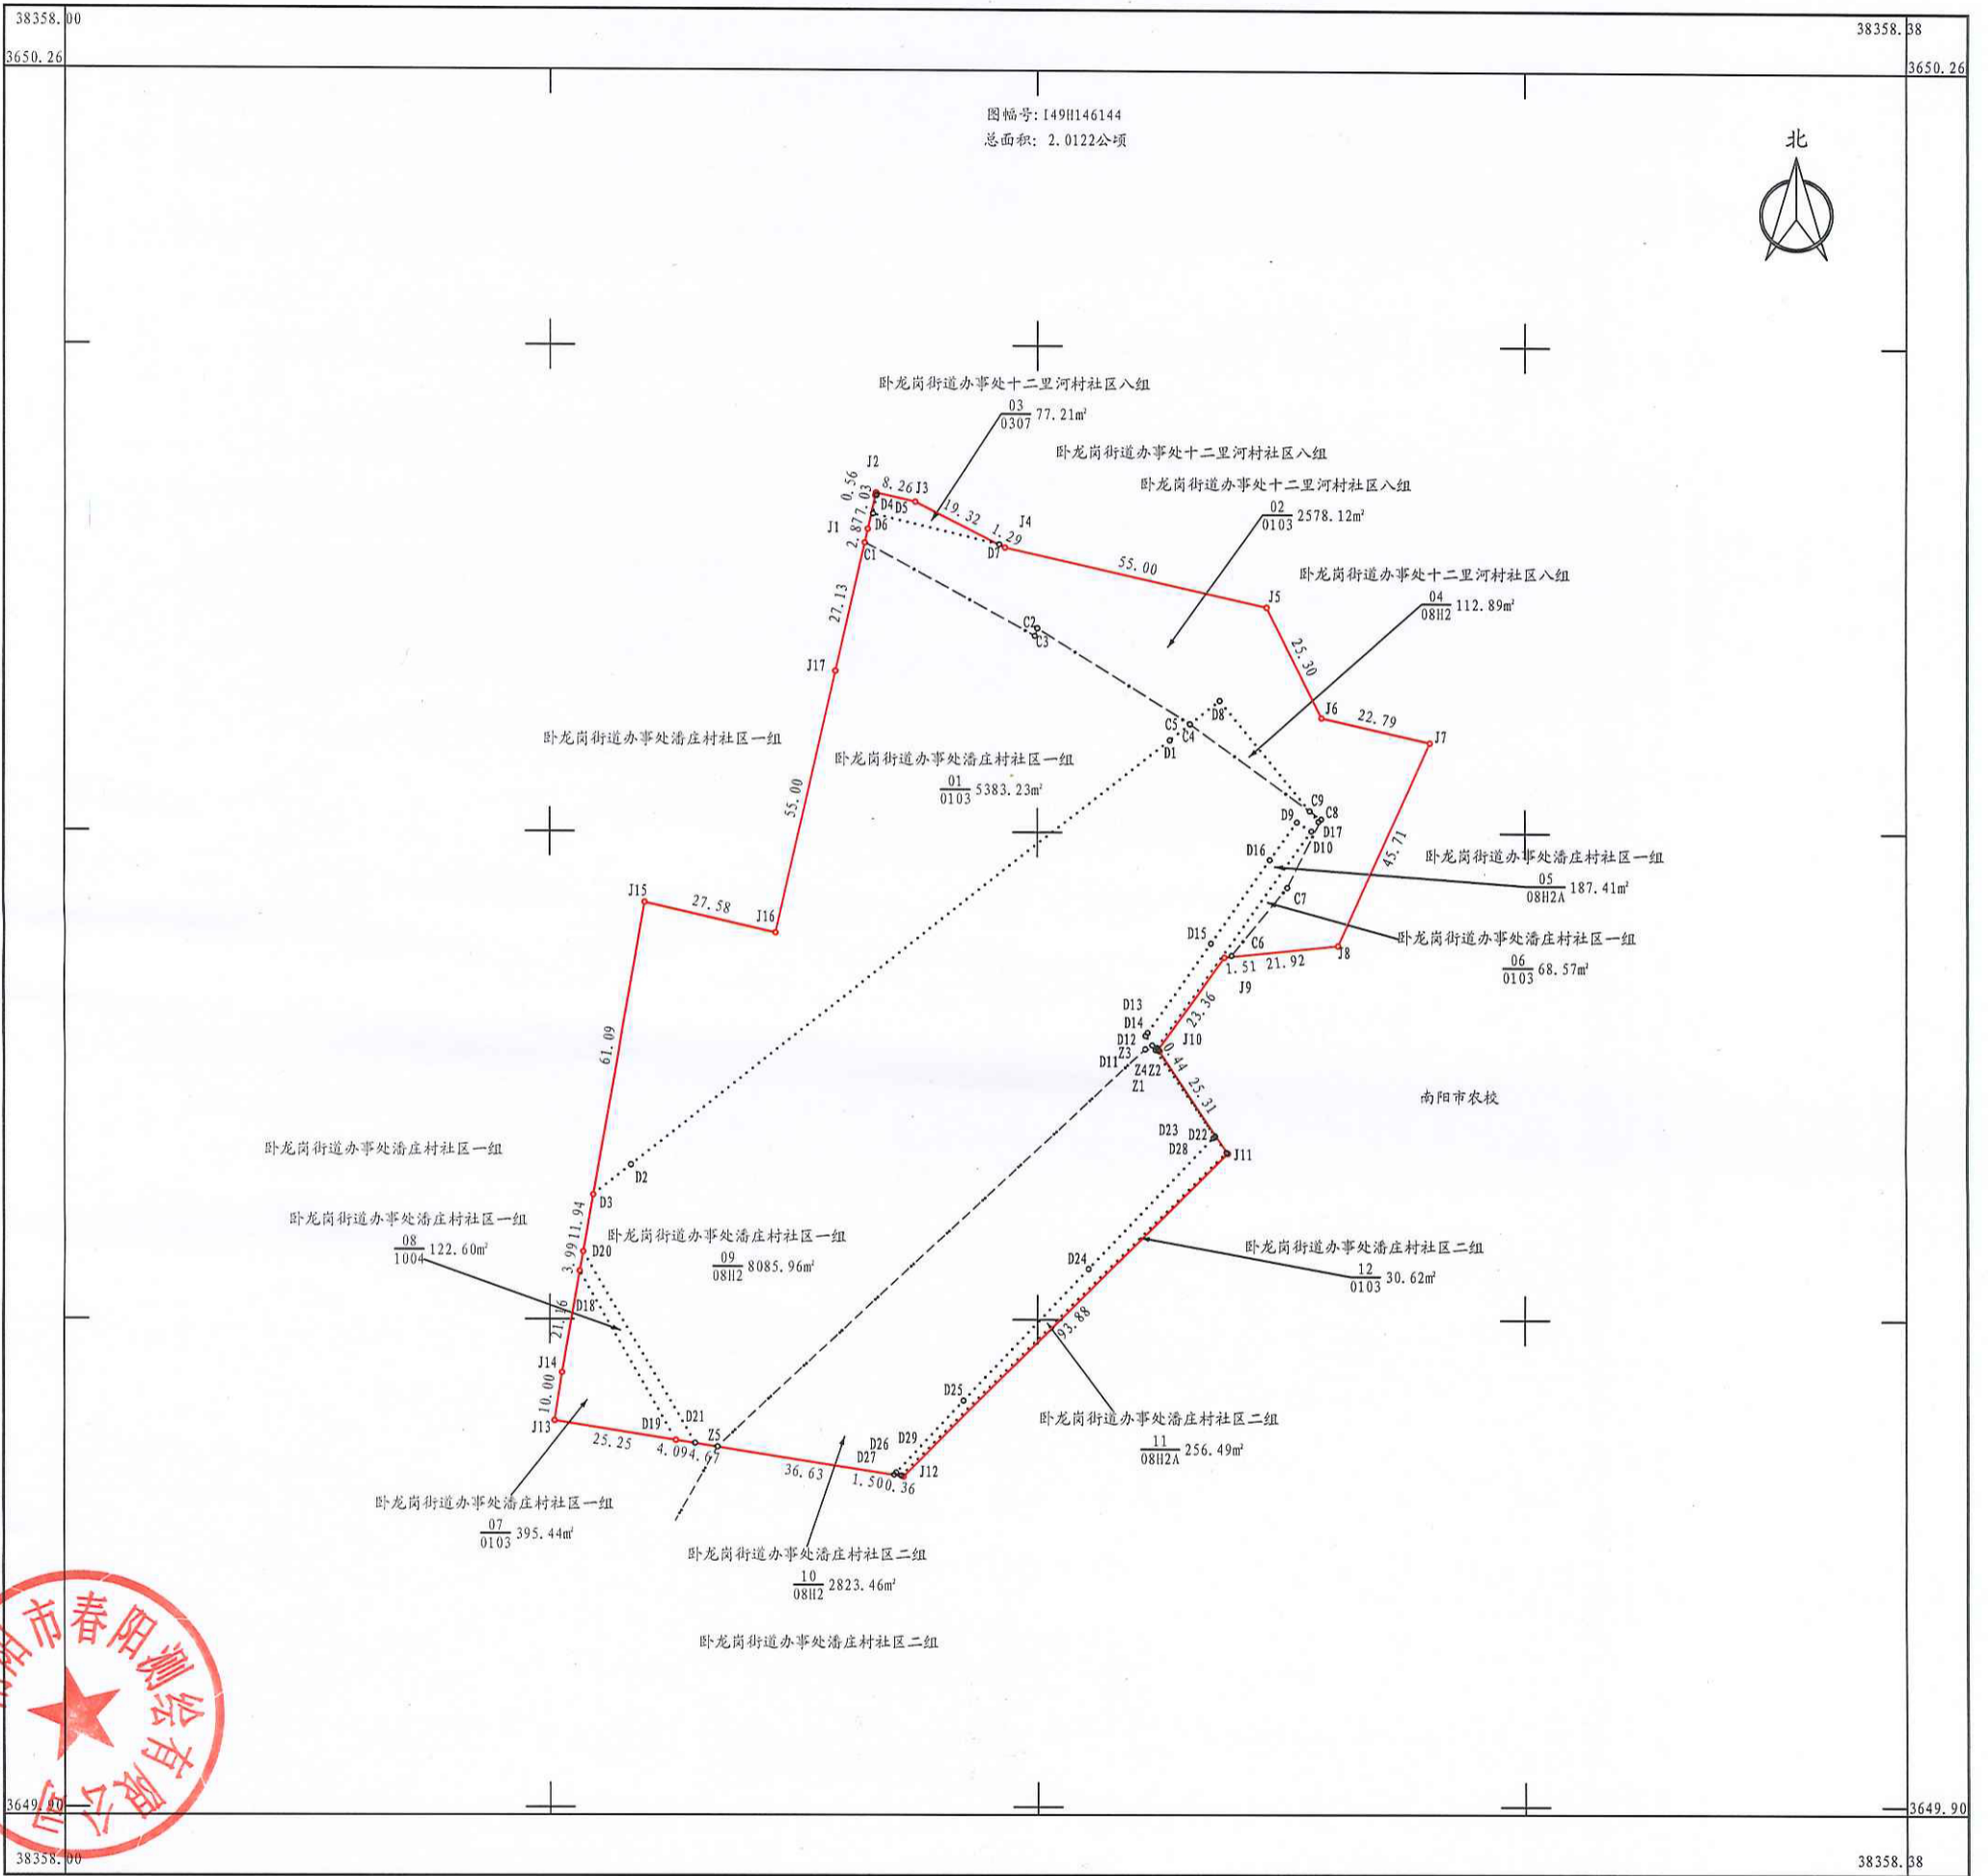 38358.00
38358.38
3650.26
3650.26
图幅号: I49H146144
总面积: 2.0122公顷
北
卧龙岗街道办事处十二里河村社区八组
03
0307 77.21㎡
卧龙岗街道办事处十二里河村社区八组
卧龙岗街道办事处十二里河村社区八组
02
0103 2578.12㎡
J2
0.56
8.26
J3
7.03
D4
D5
19.32
J4
1.29
J1
2.87
D6
C1
D7
55.00
卧龙岗街道办事处十二里河村社区八组
04
08H2 112.89㎡
J5
27.13
C2
C3
25.30
J17
J6
22.79
D8
C5
C4
D1
J7
卧龙岗街道办事处潘庄村社区一组
卧龙岗街道办事处潘庄村社区一组
01
0103 5383.23㎡
55.00
C9
C8
D9
D17
D10
D16
45.71
卧龙岗街道办事处潘庄村社区一组
05
08H2A 187.41㎡
J15
27.58
J16
C7
D15
C6
卧龙岗街道办事处潘庄村社区一组
06
0103 68.57㎡
J8
1.51
21.92
J9
61.09
23.36
D13
D14
D12
J10
Z3
D11
Z4
Z2
Z1
0.44
25.31
南阳市农校
D23
D22
D28
J11
卧龙岗街道办事处潘庄村社区一组
D2
D3
11.94
卧龙岗街道办事处潘庄村社区一组
08
1004 122.60㎡
3.99
D20
卧龙岗街道办事处潘庄村社区一组
09
08H2 8085.96㎡
D24
卧龙岗街道办事处潘庄村社区二组
12
0103 30.62㎡
D18
21.16
93.88
J14
10.00
J13
D25
25.25
D19
D21
4.09
4.67
Z5
36.63
D26
D29
D27
J12
1.50
0.36
卧龙岗街道办事处潘庄村社区二组
11
08H2A 256.49㎡
卧龙岗街道办事处潘庄村社区一组
07
0103 395.44㎡
卧龙岗街道办事处潘庄村社区二组
10
08H2 2823.46㎡
卧龙岗街道办事处潘庄村社区二组
阳市春阳测绘有限公司
3649.90
3649.90
38358.00
38358.38